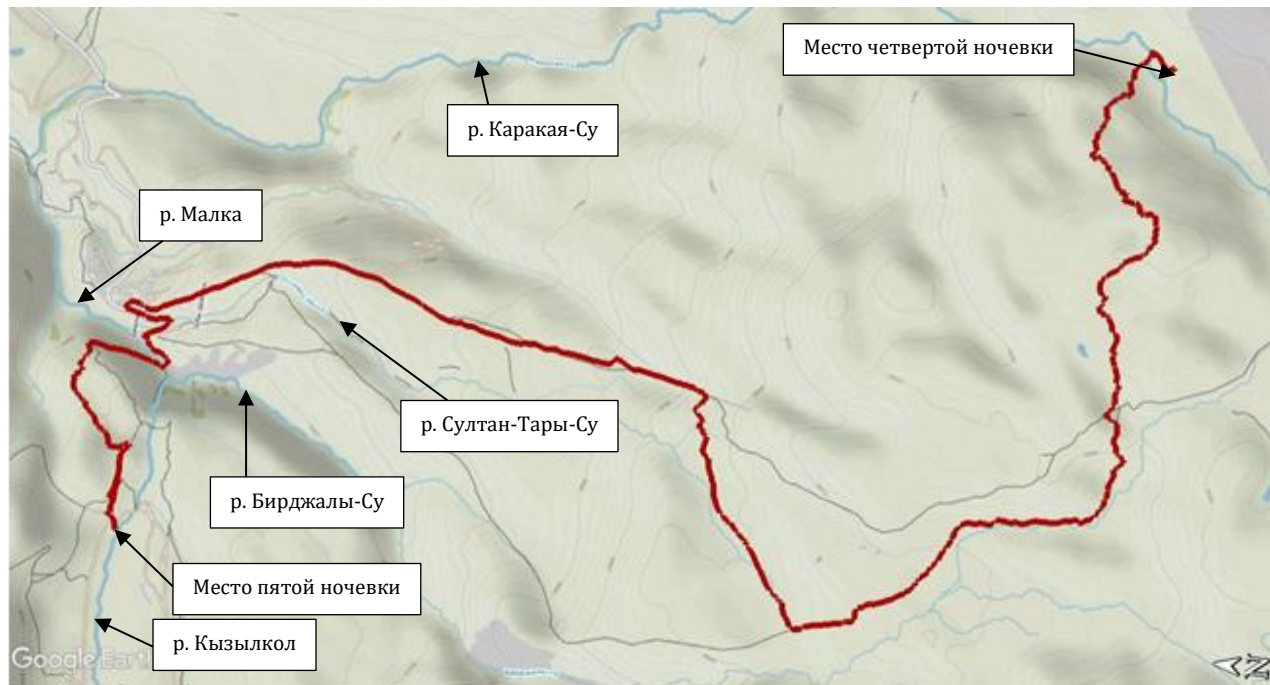 Место четвертой ночевки
р. Каракая-Су
р. Малка
р. Султан-Тары-Су
р. Бирджалы-Су
Место пятой ночевки
р. Кызылкол
Google Earth
N